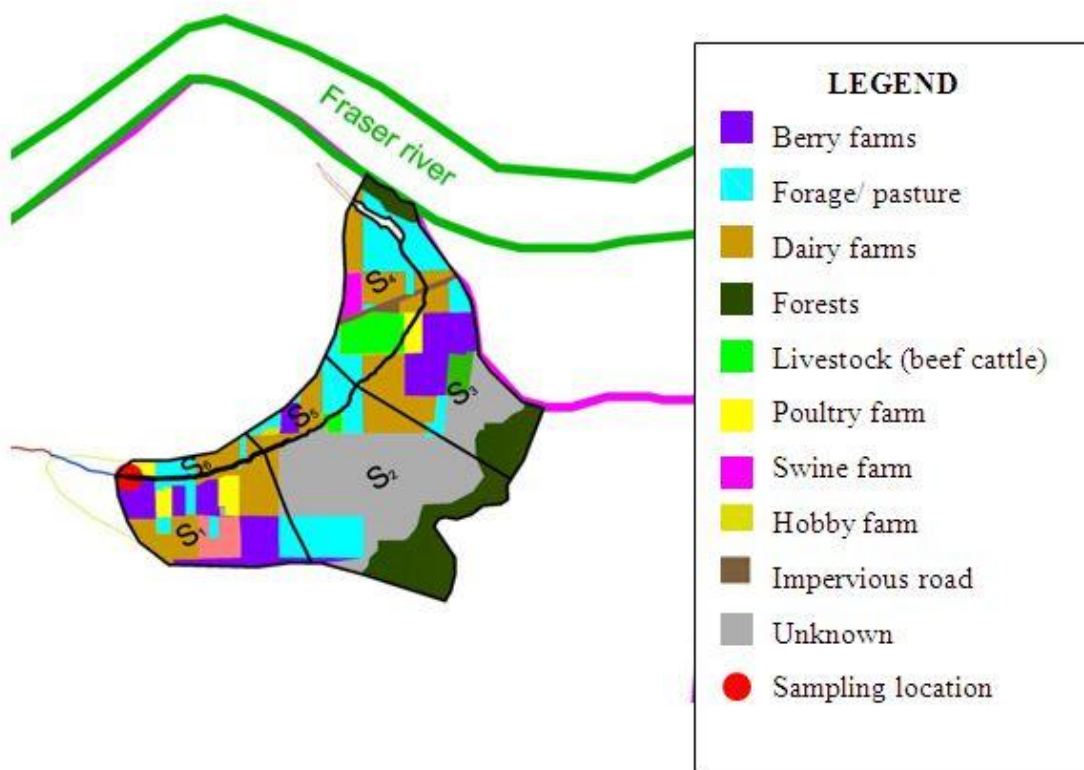 Fraser river
S4
S3
S5
S2
S6
S1
LEGEND
Berry farms
Forage/ pasture
Dairy farms
Forests
Livestock (beef cattle)
Poultry farm
Swine farm
Hobby farm
Impervious road
Unknown
Sampling location